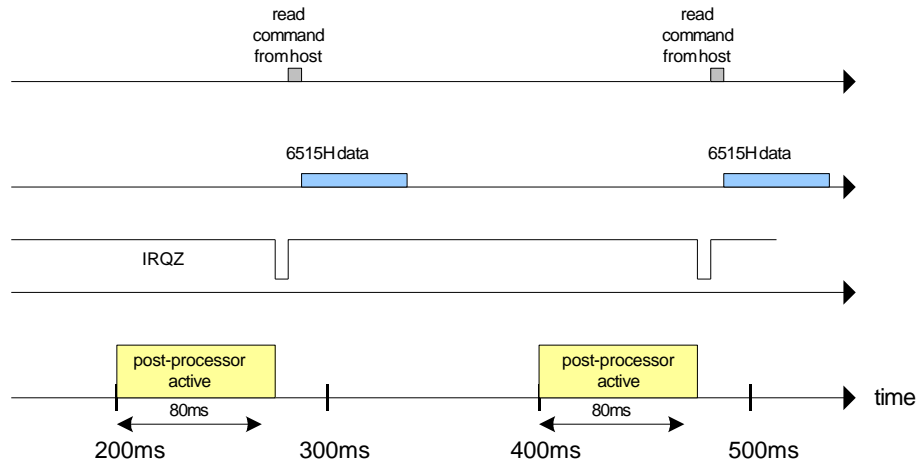 read
command
from host
read
command
from host
6515H data
6515H data
IRQZ
post-processor
active
post-processor
active
time
80ms
80ms
200ms
300ms
400ms
500ms